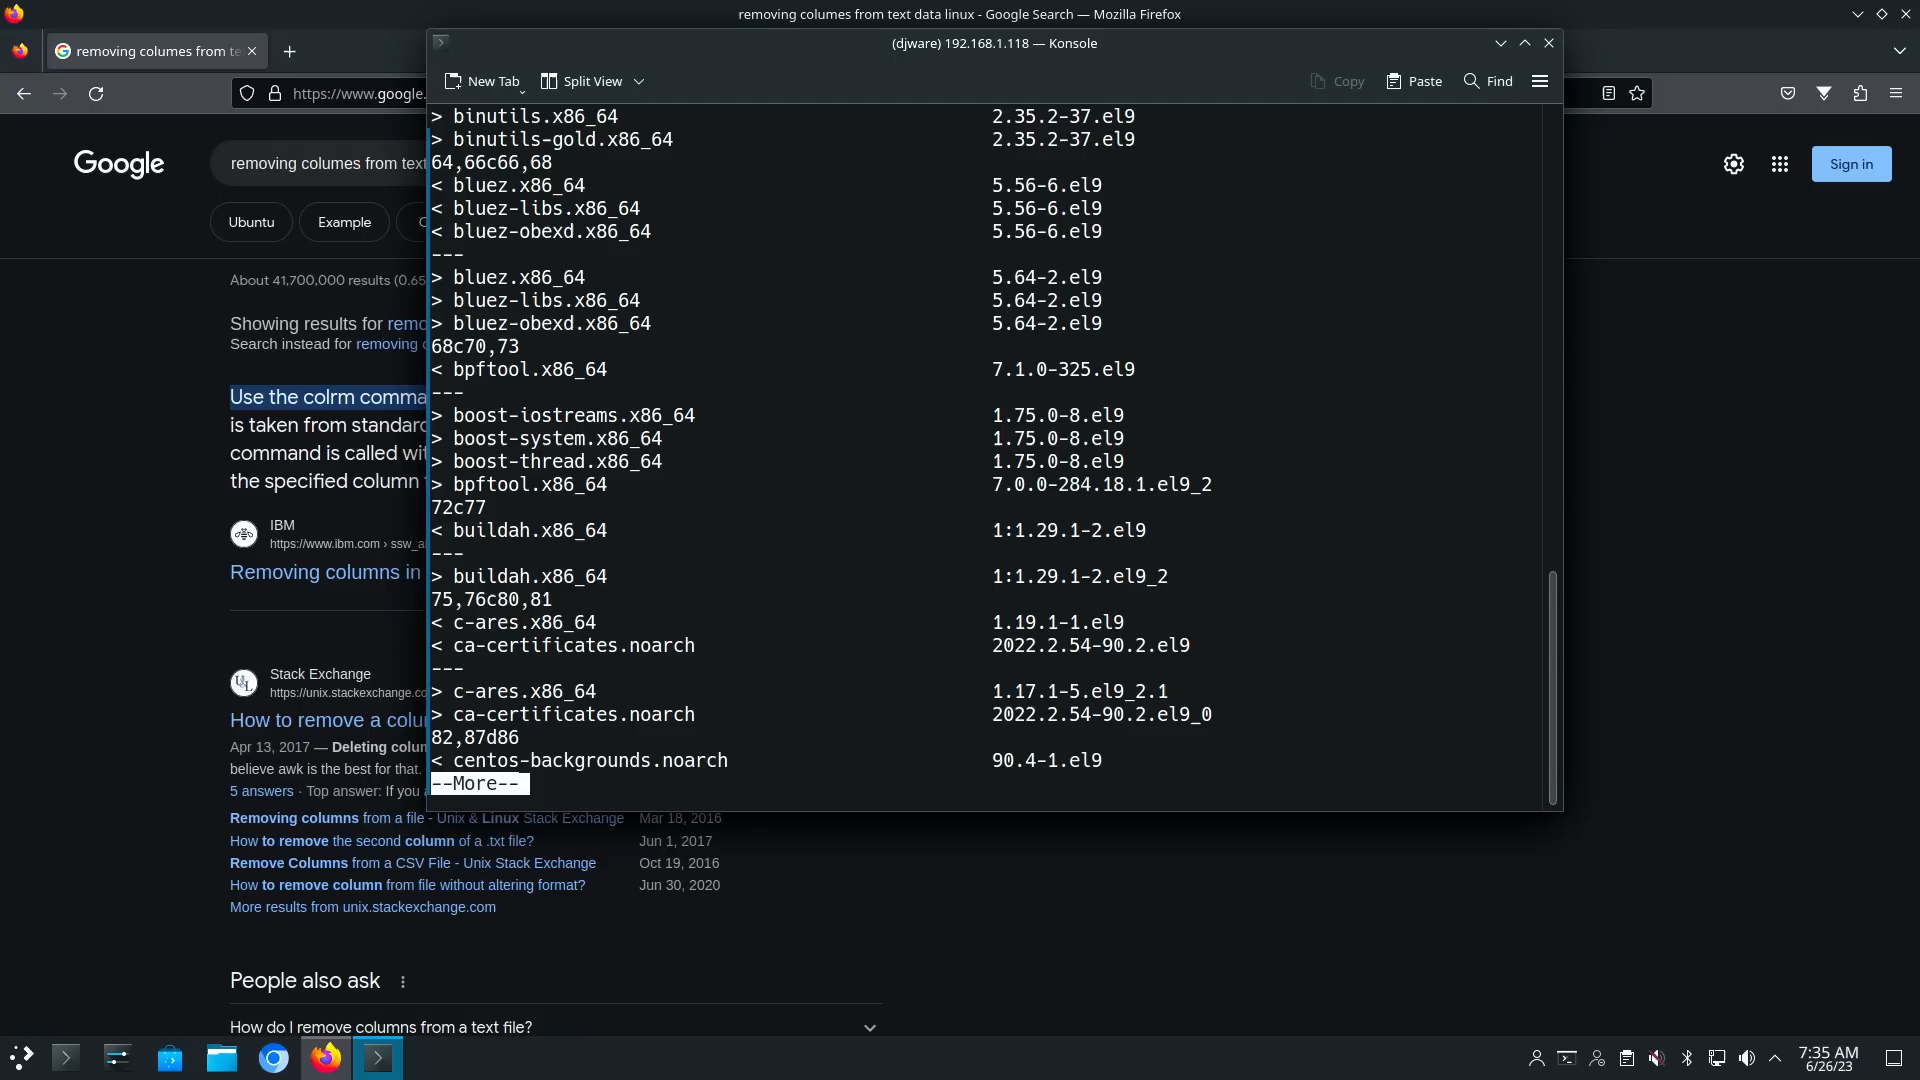 removing columes from text data linux - Google Search — Mozilla Firefox
removing columes from te
(djware) 192.168.1.118 — Konsole
New Tab
Split View
Copy
Paste
Find
https://www.google.
Google
removing columes from text
Sign in
Ubuntu
Example
About 41,700,000 results (0.65
Showing results for remo
Search instead for removing
Use the colrm comma
is taken from standard
command is called wit
the specified column
IBM
https://www.ibm.com › ssw_a
Removing columns in
Stack Exchange
https://unix.stackexchange.co
How to remove a colu
Apr 13, 2017 — Deleting colum
believe awk is the best for that.
5 answers · Top answer: If you
Removing columns from a file - Unix & Linux Stack Exchange Mar 18, 2016
How to remove the second column of a .txt file? Jun 1, 2017
Remove Columns from a CSV File - Unix Stack Exchange Oct 19, 2016
How to remove column from file without altering format? Jun 30, 2020
More results from unix.stackexchange.com
People also ask
How do I remove columns from a text file?
> binutils.x86_64 2.35.2-37.el9
> binutils-gold.x86_64 2.35.2-37.el9
64,66c66,68
< bluez.x86_64 5.56-6.el9
< bluez-libs.x86_64 5.56-6.el9
< bluez-obexd.x86_64 5.56-6.el9
---
> bluez.x86_64 5.64-2.el9
> bluez-libs.x86_64 5.64-2.el9
> bluez-obexd.x86_64 5.64-2.el9
68c70,73
< bpftool.x86_64 7.1.0-325.el9
---
> boost-iostreams.x86_64 1.75.0-8.el9
> boost-system.x86_64 1.75.0-8.el9
> boost-thread.x86_64 1.75.0-8.el9
> bpftool.x86_64 7.0.0-284.18.1.el9_2
72c77
< buildah.x86_64 1:1.29.1-2.el9
---
> buildah.x86_64 1:1.29.1-2.el9_2
75,76c80,81
< c-ares.x86_64 1.19.1-1.el9
< ca-certificates.noarch 2022.2.54-90.2.el9
---
> c-ares.x86_64 1.17.1-5.el9_2.1
> ca-certificates.noarch 2022.2.54-90.2.el9_0
82,87d86
< centos-backgrounds.noarch 90.4-1.el9
--More--
7:35 AM
6/26/23